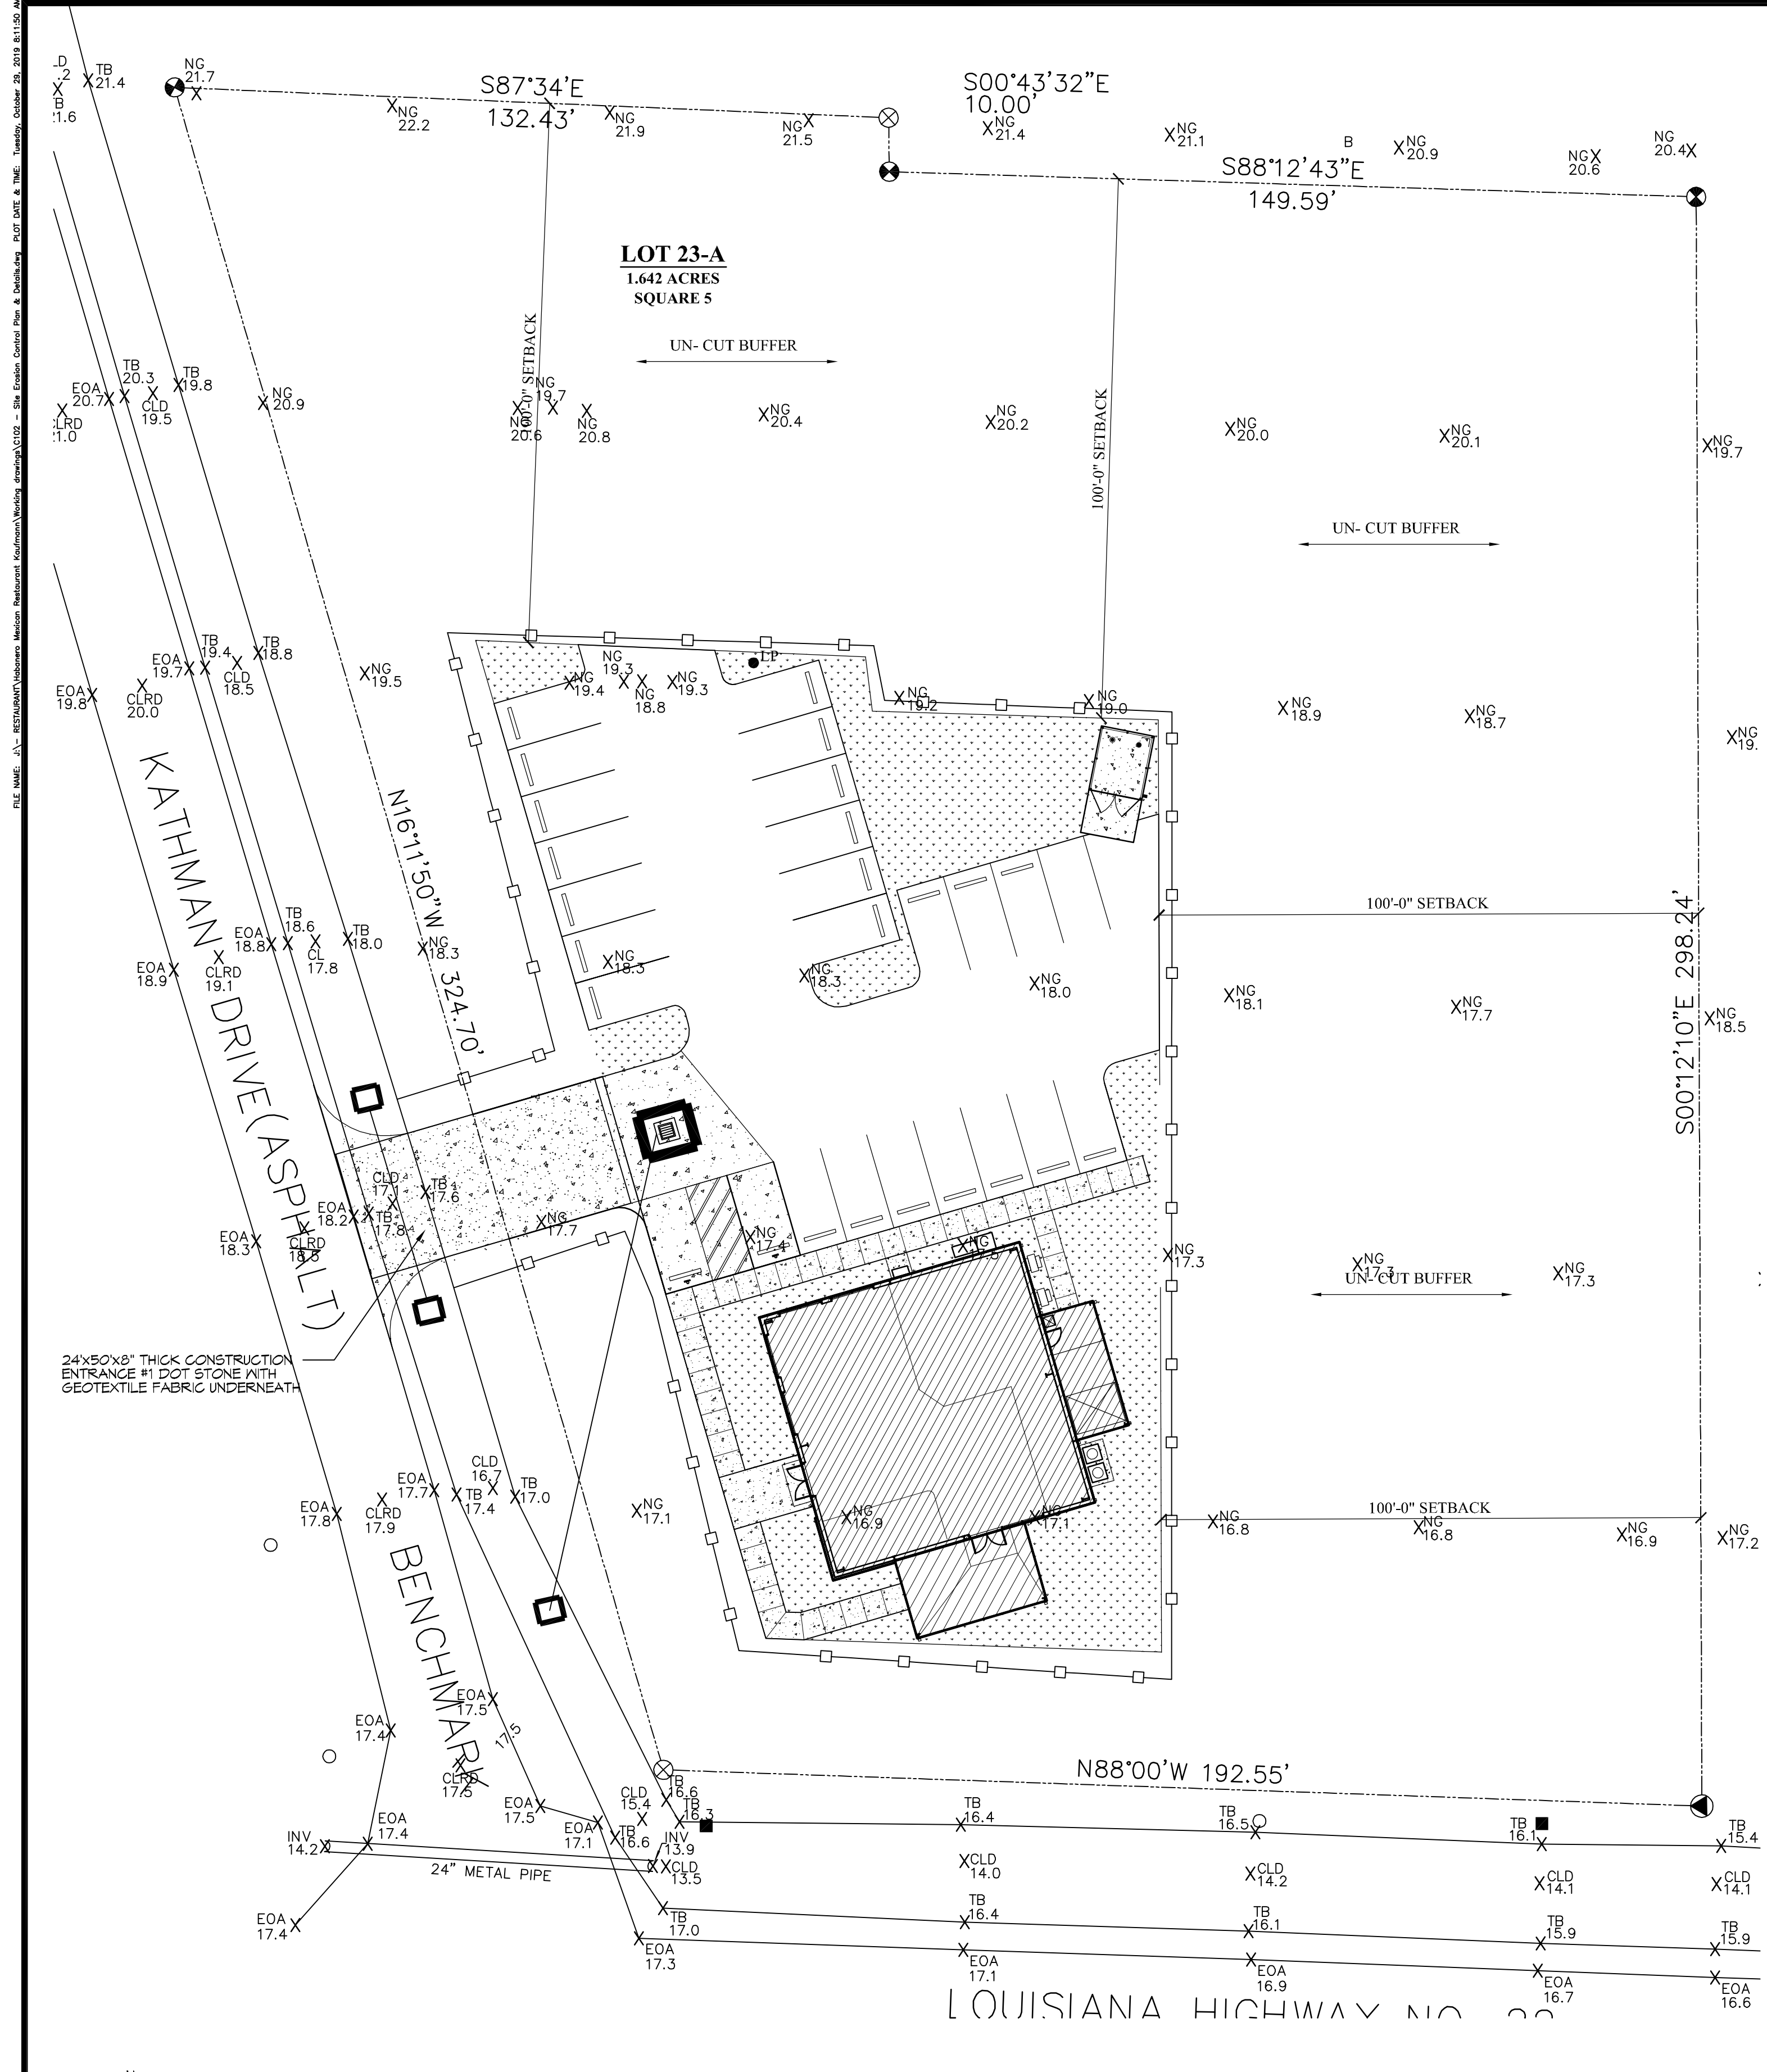 FILE NAME: J:\- RESTAURANT\Habanero Mexican Restaurant Kaufmann\Working drawings\C102 - Site Erosion Control Plan & Details.dwg PLOT DATE & TIME: Tuesday, October 29, 2019 8:11:50 AM
TB
21.4
NG
21.7
S87°34'E
132.43'
NG
22.2
NG
21.9
NG
21.5
S00°43'32"E
10.00'
NG
21.4
NG
21.1
B
NG
20.9
NG
20.6
NG
20.4
S88°12'43"E
149.59'
LOT 23-A
1.642 ACRES
SQUARE 5
UN- CUT BUFFER
100'-0" SETBACK
100'-0" SETBACK
EOA
20.7
TB
20.3
CLD
19.5
TB
19.8
NG
20.9
NG
19.7
NG
20.6
NG
20.8
NG
20.4
NG
20.2
NG
20.0
NG
20.1
NG
19.7
UN- CUT BUFFER
EOA
19.8
CLRD
20.0
EOA
19.7
TB
19.4
CLD
18.5
TB
18.8
NG
19.5
NG
19.4
NG
19.3
NG
18.8
NG
19.3
LP
NG
19.2
NG
19.0
NG
18.9
NG
18.7
NG
19.
KATHMAN DRIVE(ASPHALT)
N16°11'50"W 324.70'
100'-0" SETBACK
S00°12'10"E 298.24'
EOA
18.9
CLRD
19.1
EOA
18.8
TB
18.6
CL
17.8
TB
18.0
NG
18.3
NG
18.3
NG
18.3
NG
18.0
NG
18.1
NG
17.7
NG
18.5
EOA
18.3
CLRD
18.5
EOA
18.2
CLD
17.1
TB
17.8
TB
17.6
NG
17.7
NG
17.4
NG
NG
17.3
NG
17.3
NG
17.3
UN- CUT BUFFER
24'x50'x8" THICK CONSTRUCTION
ENTRANCE #1 DOT STONE WITH
GEOTEXTILE FABRIC UNDERNEATH
EOA
17.8
CLRD
17.9
EOA
17.7
TB
17.4
CLD
16.7
TB
17.0
NG
17.1
NG
16.9
NG
17.1
NG
16.8
100'-0" SETBACK
NG
16.8
NG
16.9
NG
17.2
BENCHMARK
EOA
17.4
EOA
17.5
17.5
CLRD
17.5
N88°00'W 192.55'
EOA
17.5
EOA
17.1
CLD
15.4
TB
16.6
TB
16.3
TB
16.6
INV
13.9
CLD
13.5
INV
14.2
EOA
17.4
24" METAL PIPE
EOA
17.4
TB
16.4
TB
16.5
TB
16.1
TB
15.4
CLD
14.0
CLD
14.2
CLD
14.1
CLD
14.1
TB
17.0
TB
16.4
TB
16.1
TB
15.9
TB
15.9
EOA
17.3
EOA
17.1
EOA
16.9
EOA
16.7
EOA
16.6
LOUISIANA HIGHWAY NO.